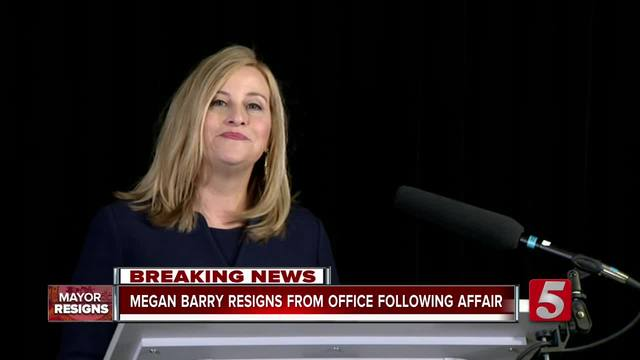 BREAKING NEWS
MAYOR
RESIGNS
MEGAN BARRY RESIGNS FROM OFFICE FOLLOWING AFFAIR
5